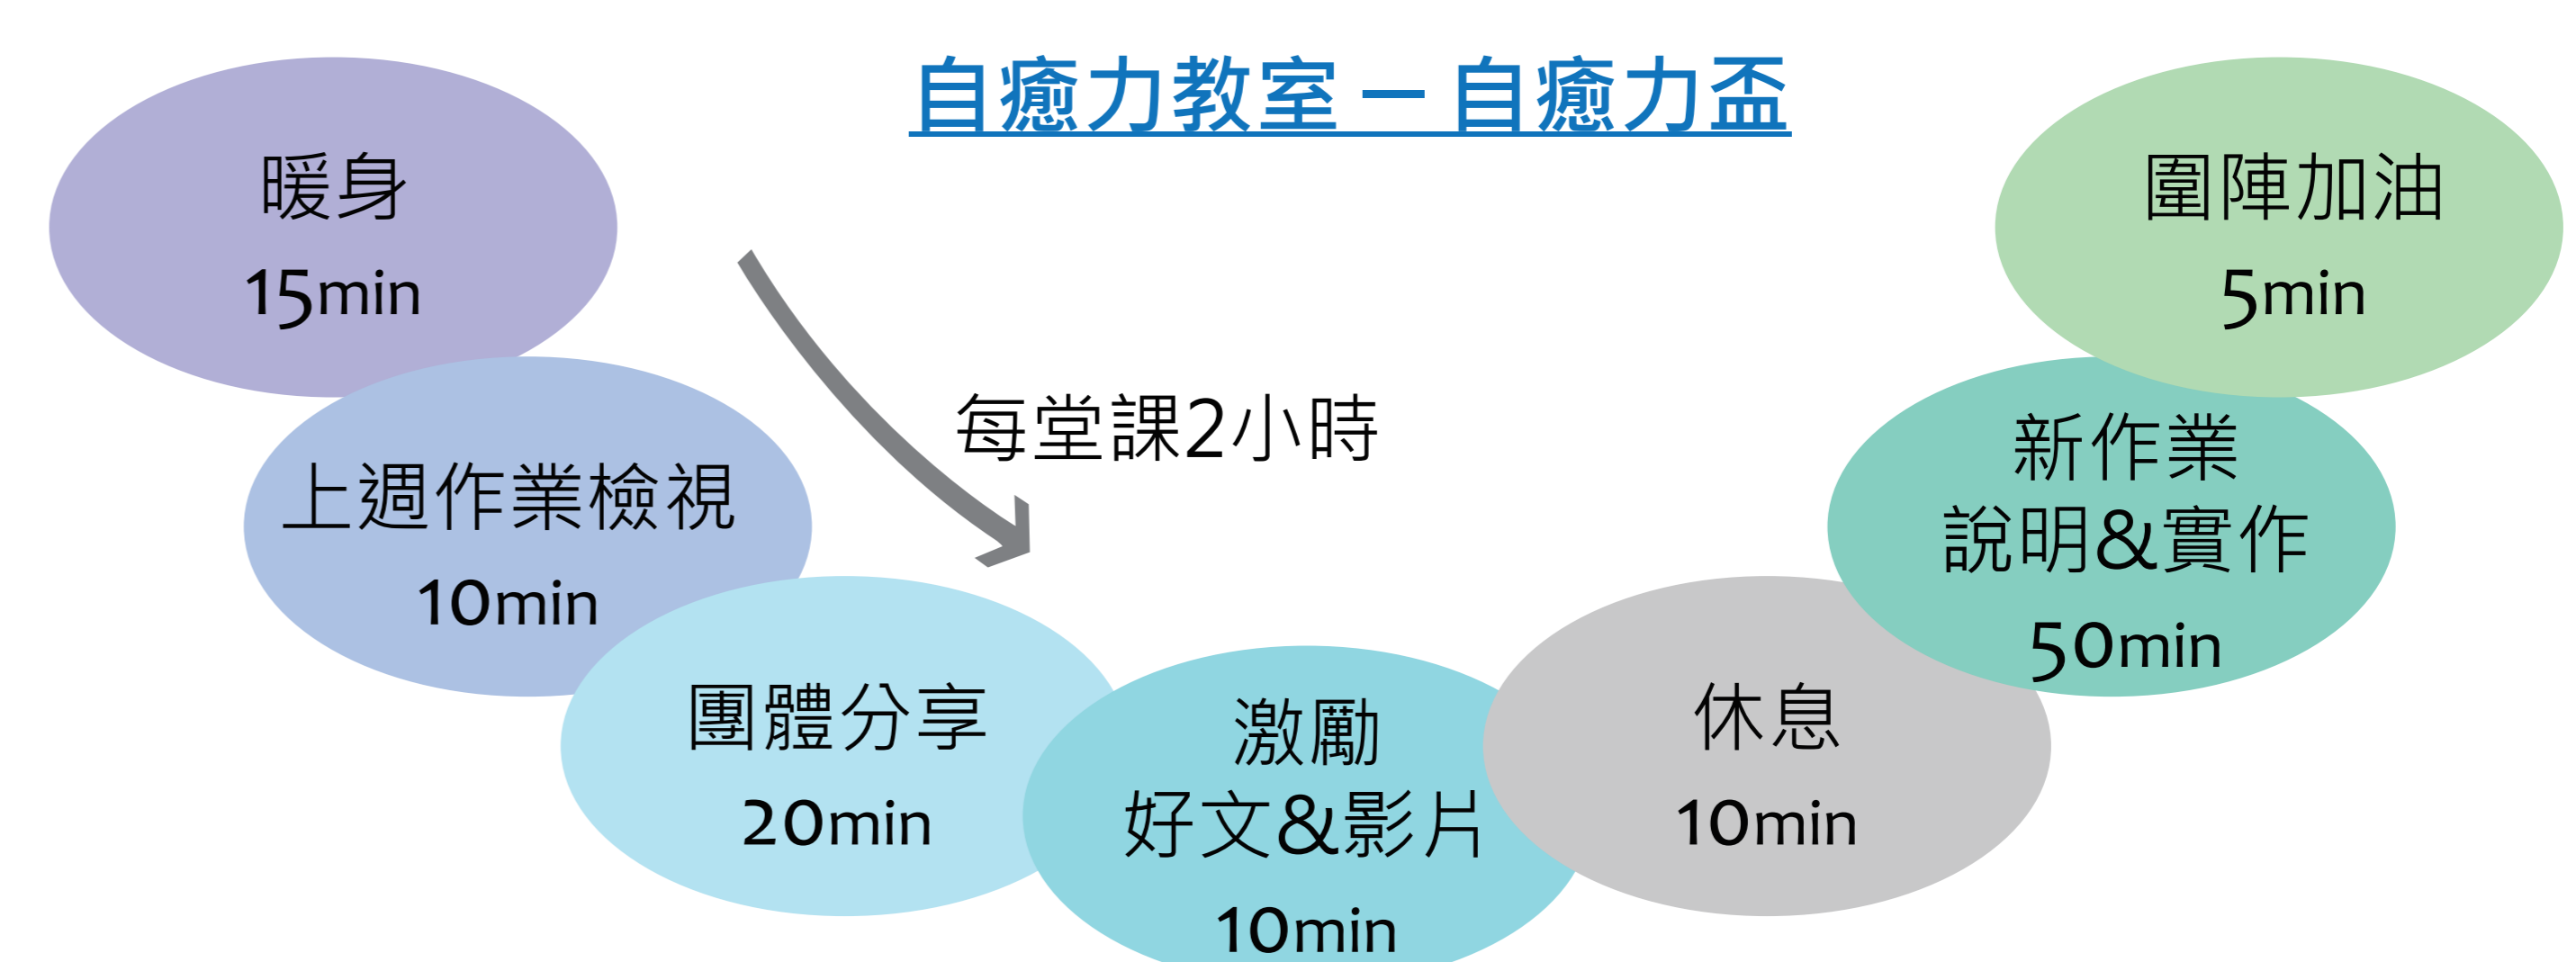 自癒力教室 — 自癒力盃
暖身
15min
上週作業檢視
10min
團體分享
20min
激勵
好文&影片
10min
休息
10min
新作業
說明&實作
50min
圍陣加油
5min
每堂課2小時